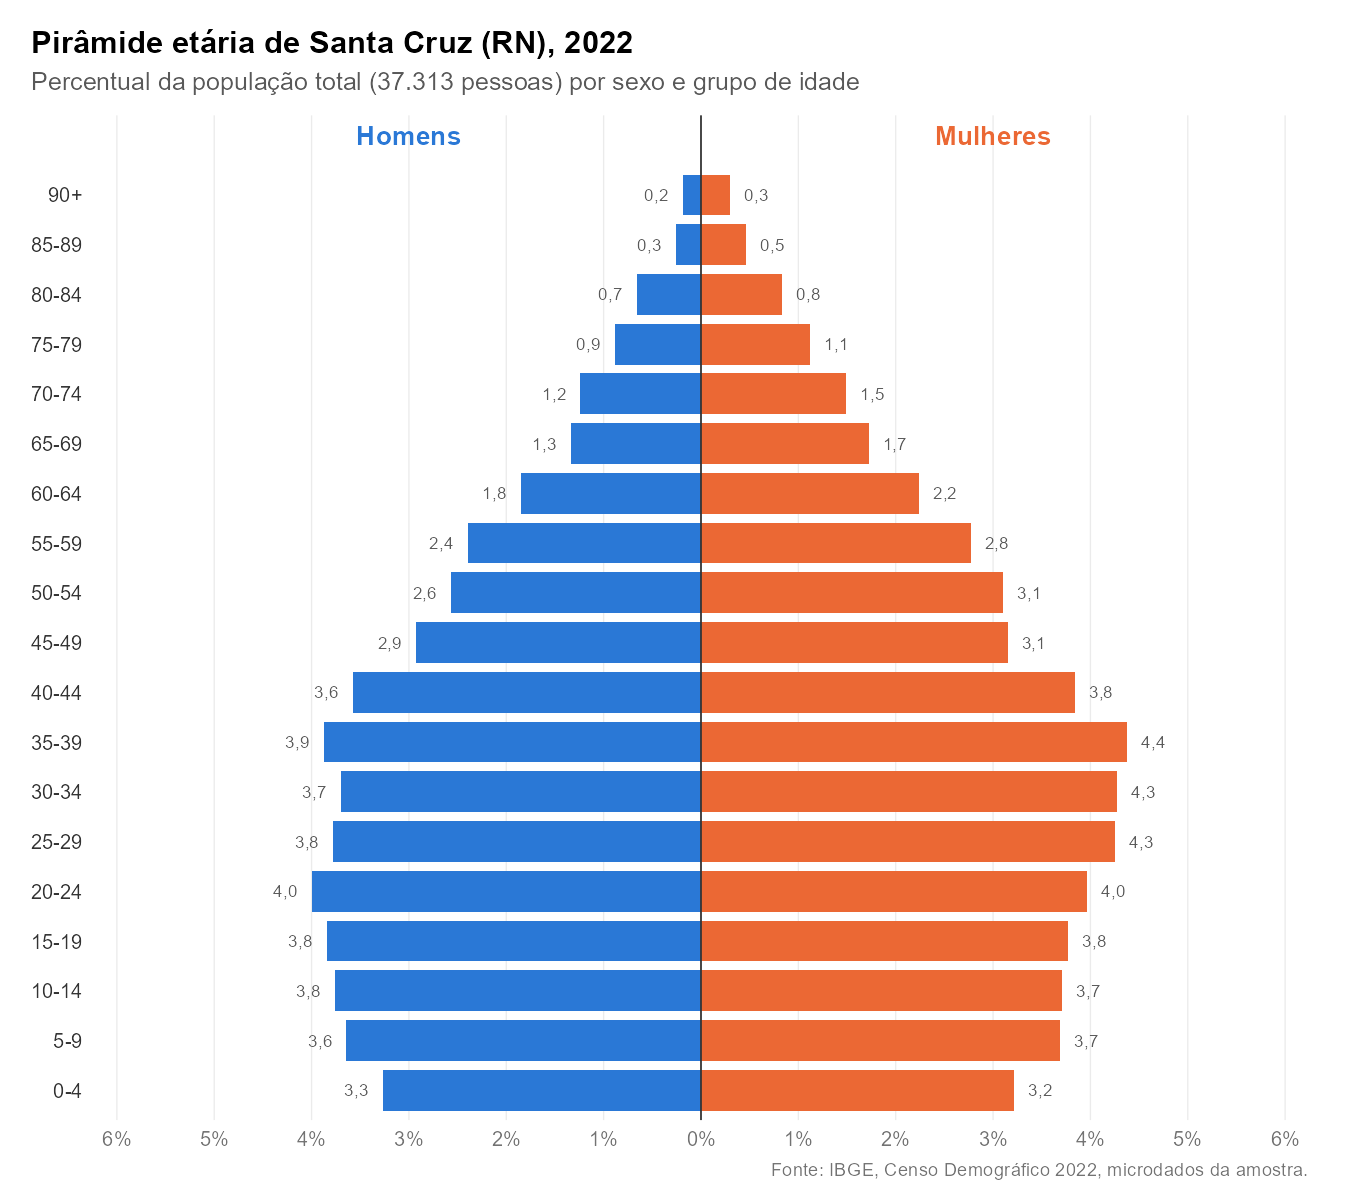 Pirâmide etária de Santa Cruz (RN), 2022
Percentual da população total (37.313 pessoas) por sexo e grupo de idade
Homens Mulheres
90+ 0,2 0,3
85-89 0,3 0,5
80-84 0,7 0,8
75-79 0,9 1,1
70-74 1,2 1,5
65-69 1,3 1,7
60-64 1,8 2,2
55-59 2,4 2,8
50-54 2,6 3,1
45-49 2,9 3,1
40-44 3,6 3,8
35-39 3,9 4,4
30-34 3,7 4,3
25-29 3,8 4,3
20-24 4,0 4,0
15-19 3,8 3,8
10-14 3,8 3,7
5-9 3,6 3,7
0-4 3,3 3,2
6% 5% 4% 3% 2% 1% 0% 1% 2% 3% 4% 5% 6%
Fonte: IBGE, Censo Demográfico 2022, microdados da amostra.